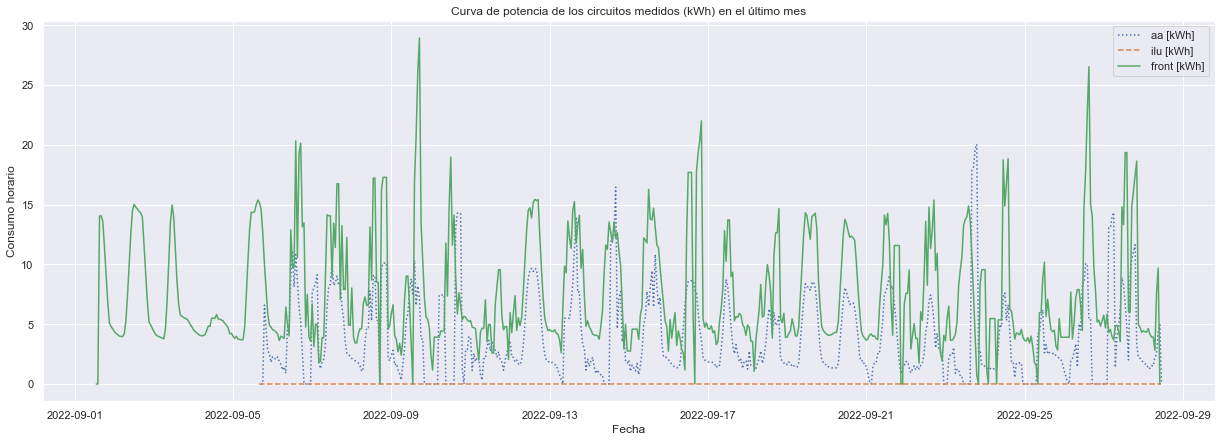 Curva de potencia de los circuitos medidos (kWh) en el último mes
aa [kWh]
ilu [kWh]
front [kWh]
Consumo horario
30
25
20
15
10
5
0
2022-09-01
2022-09-05
2022-09-09
2022-09-13
2022-09-17
2022-09-21
2022-09-25
2022-09-29
Fecha